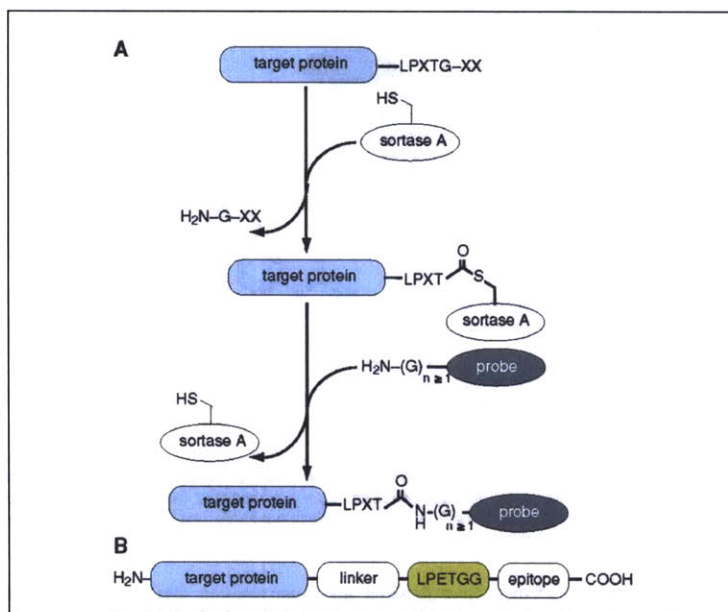 A
target protein
LPXTG–XX
HS
sortase A
H₂N–G–XX
target protein
LPXT
O
S
sortase A
H₂N–(G)n ≥ 1
probe
HS
sortase A
target protein
LPXT
O
N
H
(G)n ≥ 1
probe
B
H₂N
target protein
linker
LPETGG
epitope
COOH